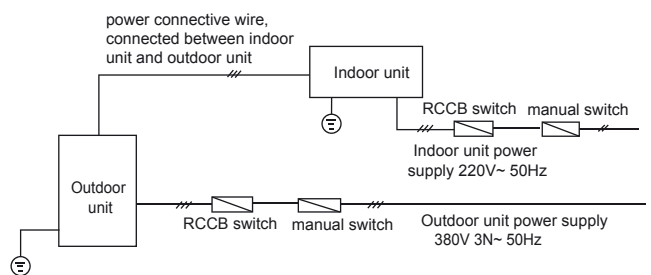 power connective wire,
connected between indoor
unit and outdoor unit
Indoor unit
RCCB switch
manual switch
Indoor unit power
supply 220V~ 50Hz
Outdoor
unit
RCCB switch
manual switch
Outdoor unit power supply
380V 3N~ 50Hz